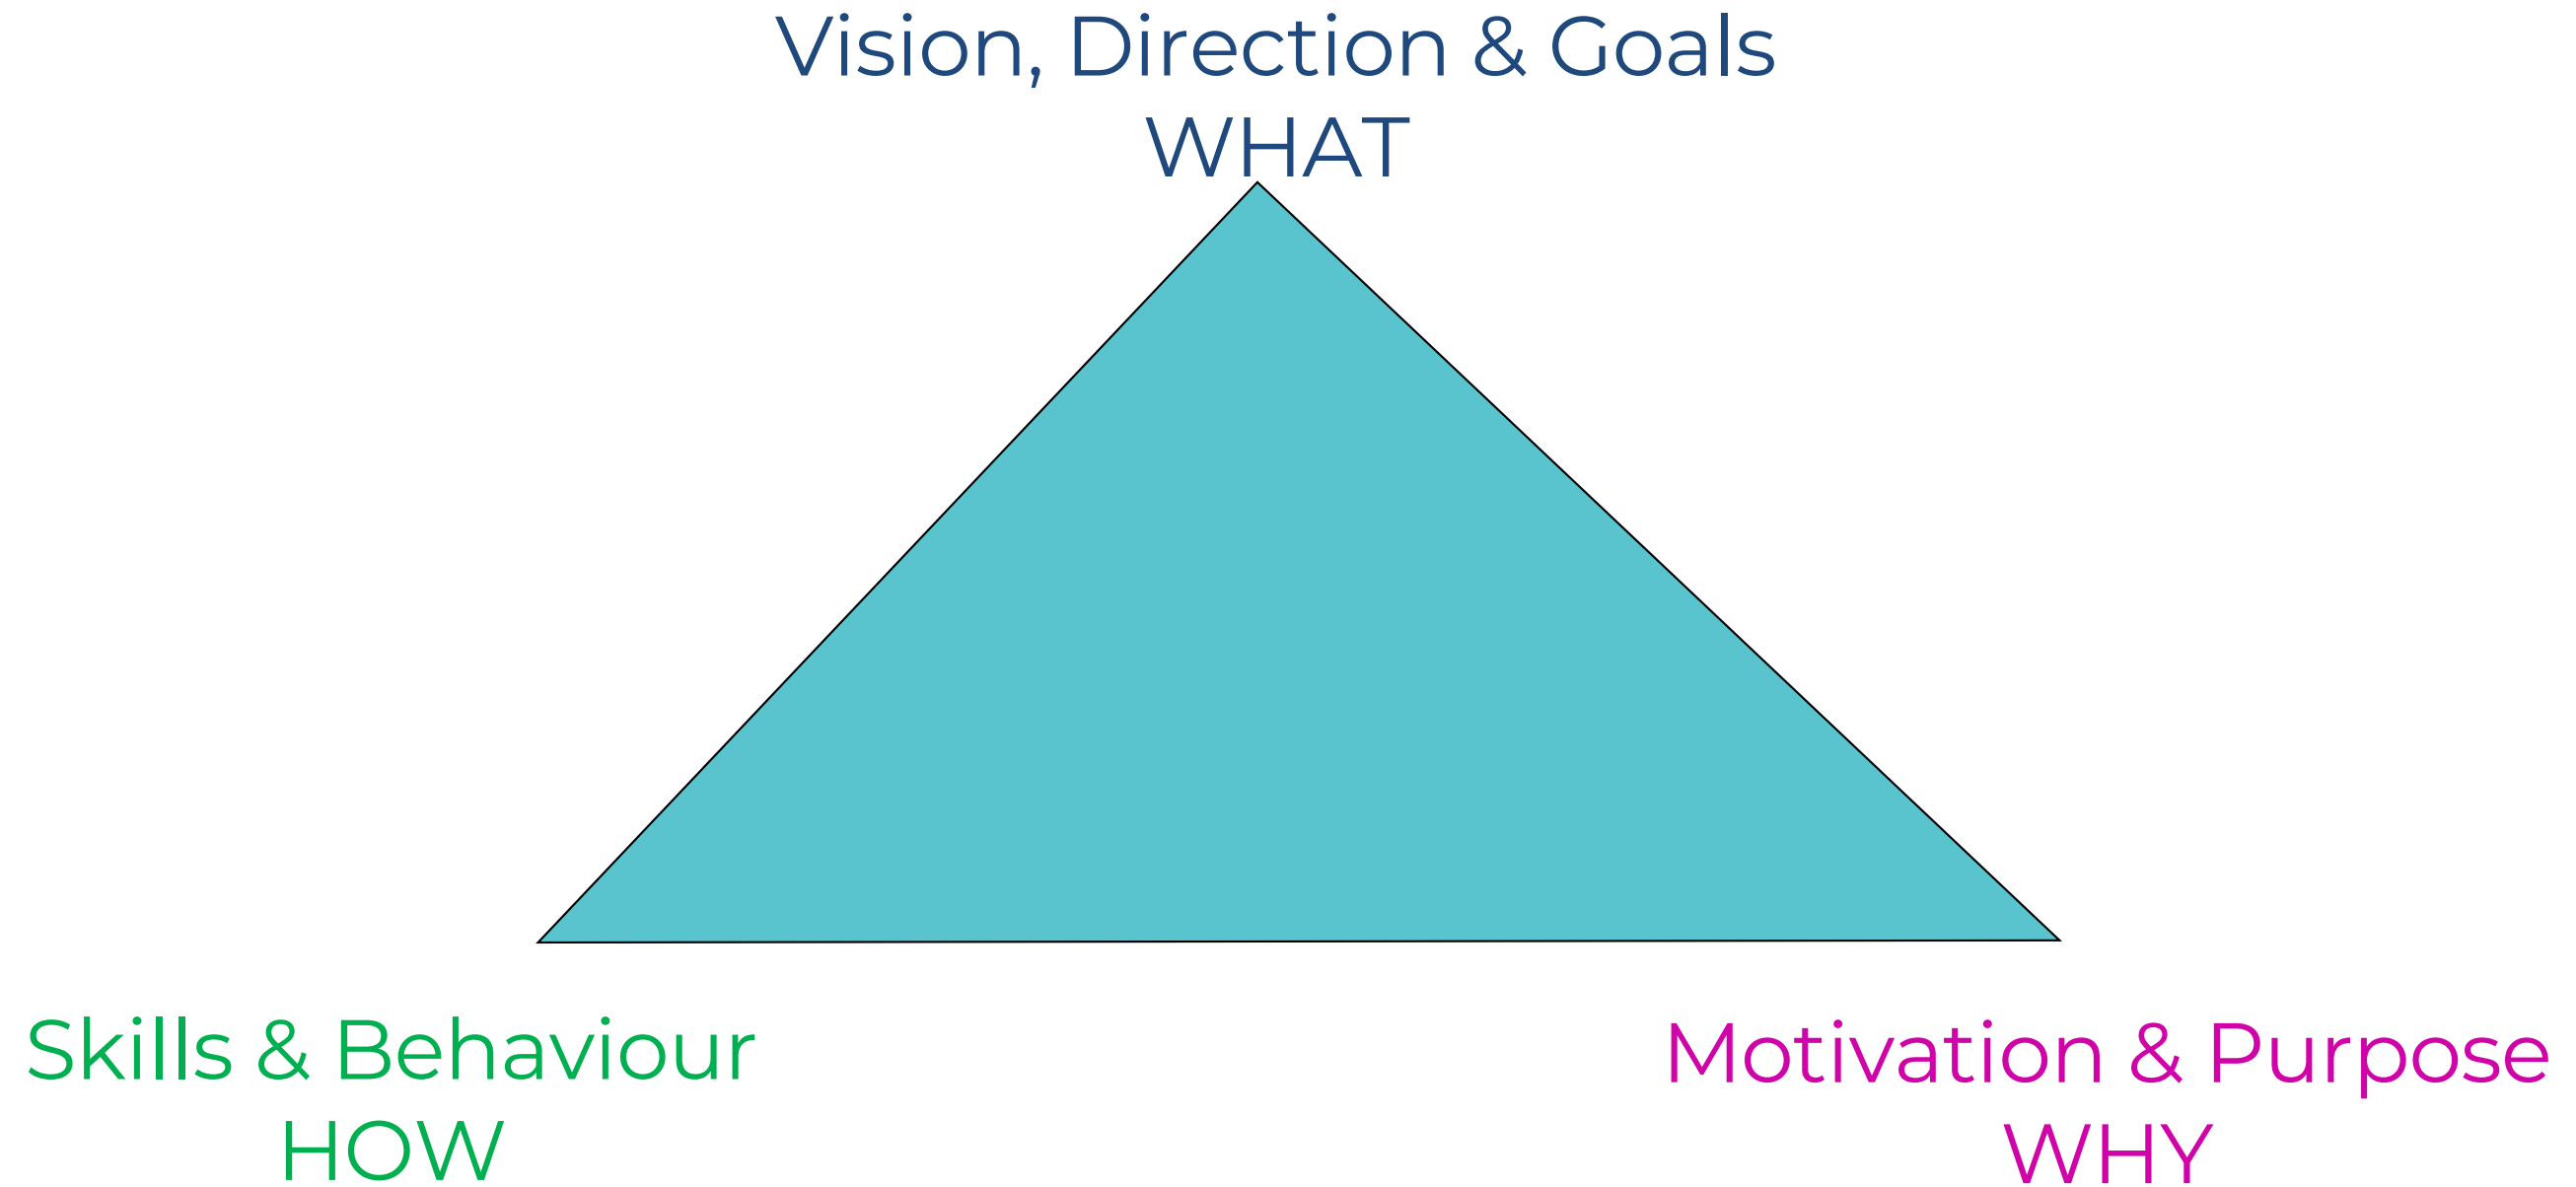 Vision, Direction & Goals
WHAT
Skills & Behaviour
HOW
Motivation & Purpose
WHY